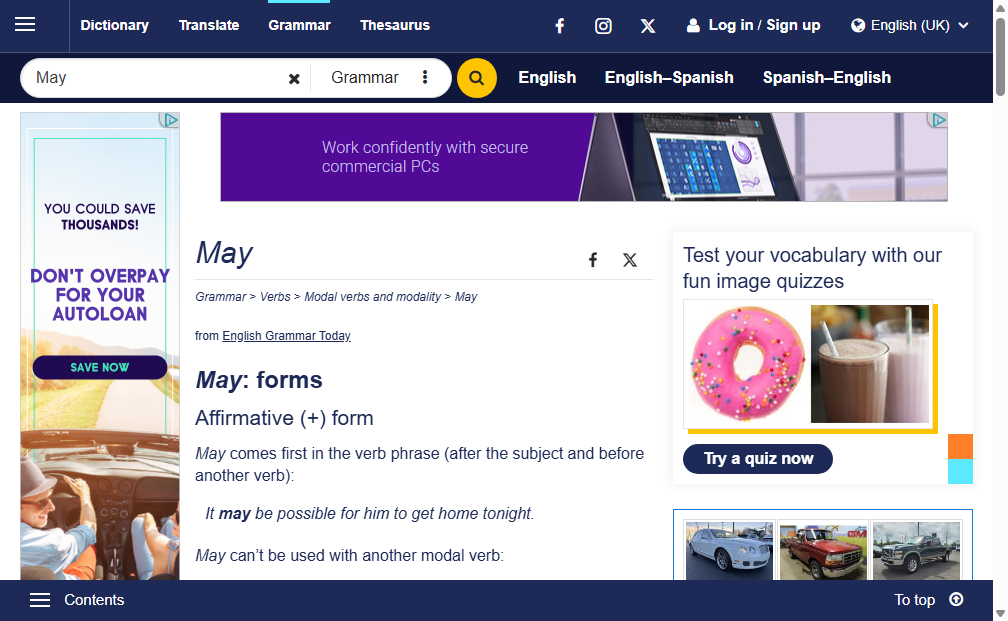 Dictionary Translate Grammar Thesaurus Log in / Sign up English (UK)
May Grammar English English–Spanish Spanish–English
YOU COULD SAVE
THOUSANDS!
DON'T OVERPAY
FOR YOUR
AUTOLOAN
SAVE NOW
Work confidently with secure
commercial PCs
May
Grammar > Verbs > Modal verbs and modality > May
from English Grammar Today
May: forms
Affirmative (+) form
May comes first in the verb phrase (after the subject and before
another verb):
It may be possible for him to get home tonight.
May can’t be used with another modal verb:
Test your vocabulary with our
fun image quizzes
Try a quiz now
Contents To top